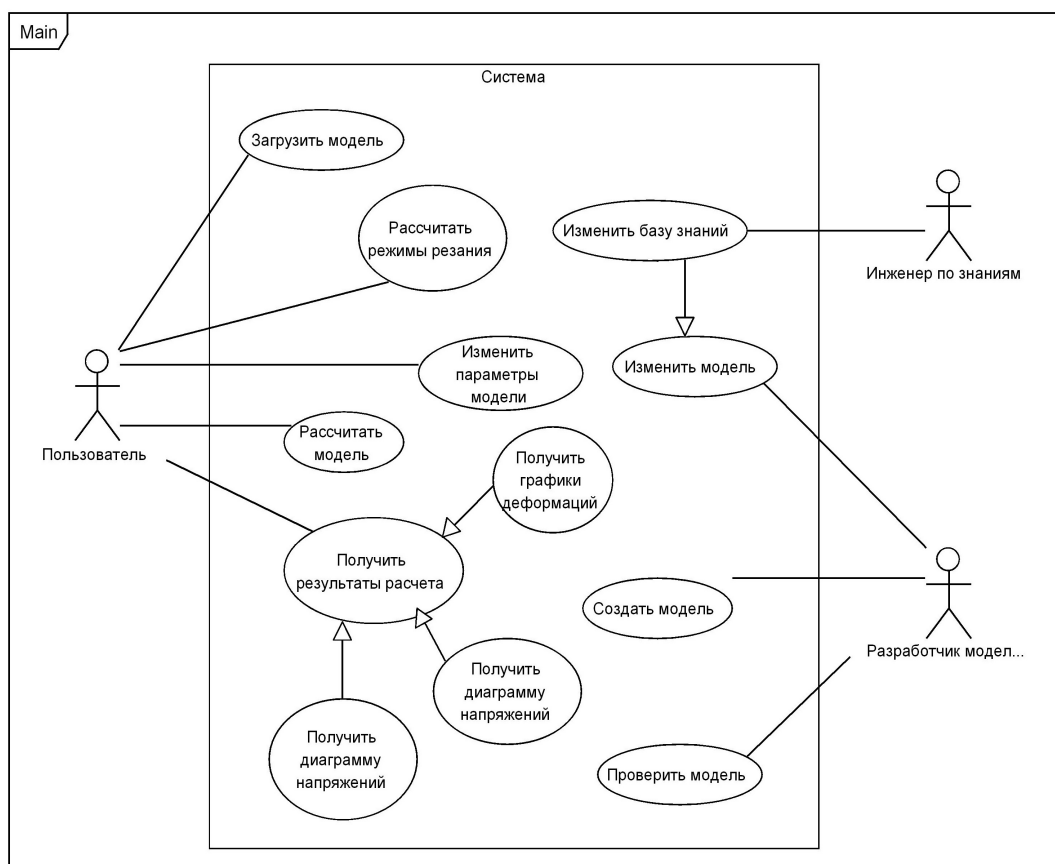 Main
Система
Загрузить модель
Рассчитать
режимы резания
Изменить базу знаний
Инженер по знаниям
Изменить
параметры
модели
Изменить модель
Пользователь
Рассчитать
модель
Получить
графики
деформаций
Получить
результаты расчета
Создать модель
Разработчик модел...
Получить
диаграмму
напряжений
Получить
диаграмму
напряжений
Проверить модель